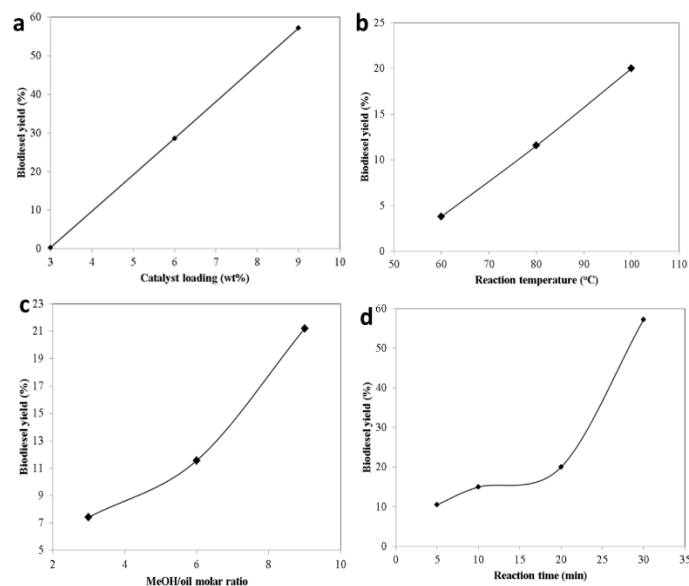 a
60
50
40
30
20
10
0
3 4 5 6 7 8 9 10
Biodiesel yield (%)
Catalyst loading (wt%)
b
25
20
15
10
5
0
50 60 70 80 90 100 110
Biodiesel yield (%)
Reaction temperature (°C)
c
23
21
19
17
15
13
11
9
7
5
2 4 6 8 10
Biodiesel yield (%)
MeOH/oil molar ratio
d
60
50
40
30
20
10
0
0 5 10 15 20 25 30 35
Biodiesel yield (%)
Reaction time (min)